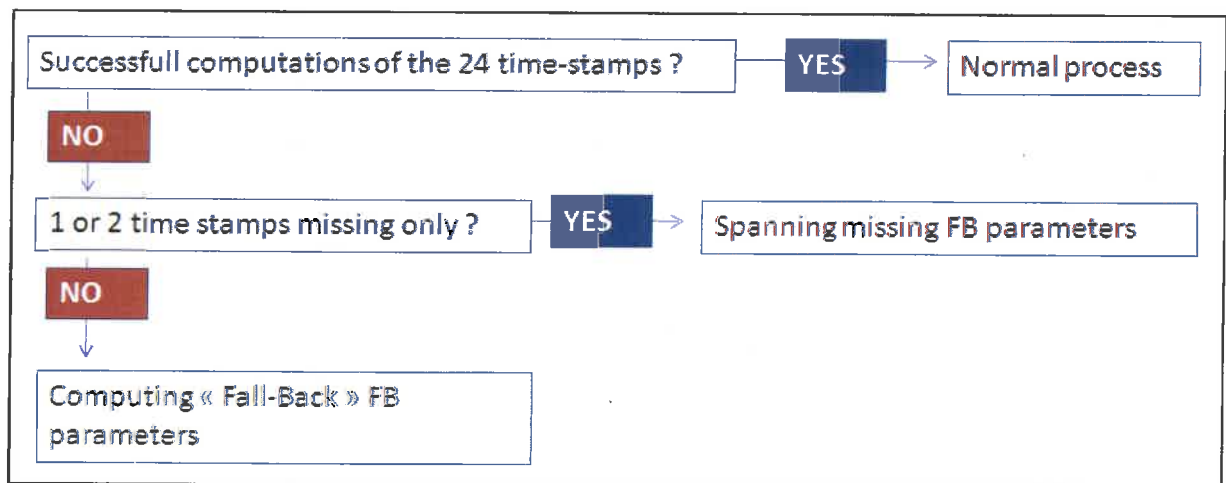 Successfull computations of the 24 time-stamps ?
YES
Normal process
NO
1 or 2 time stamps missing only ?
YES
Spanning missing FB parameters
NO
Computing « Fall-Back » FB
parameters